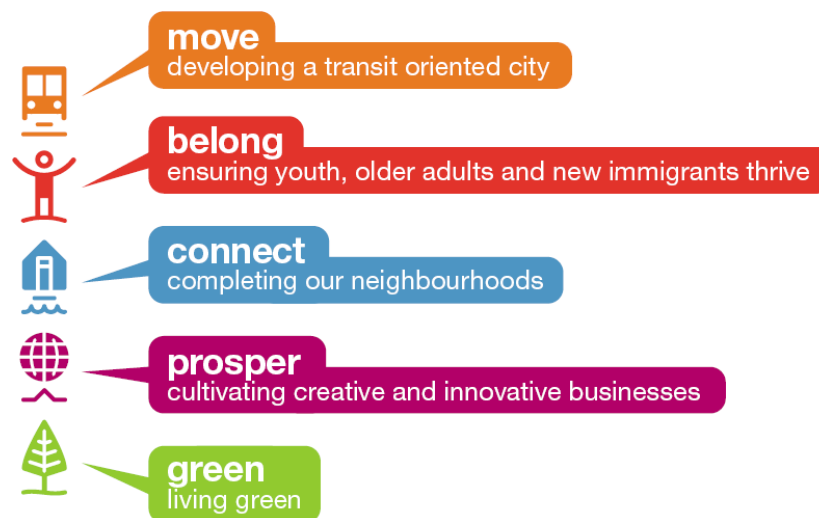 move
developing a transit oriented city
belong
ensuring youth, older adults and new immigrants thrive
connect
completing our neighbourhoods
prosper
cultivating creative and innovative businesses
green
living green